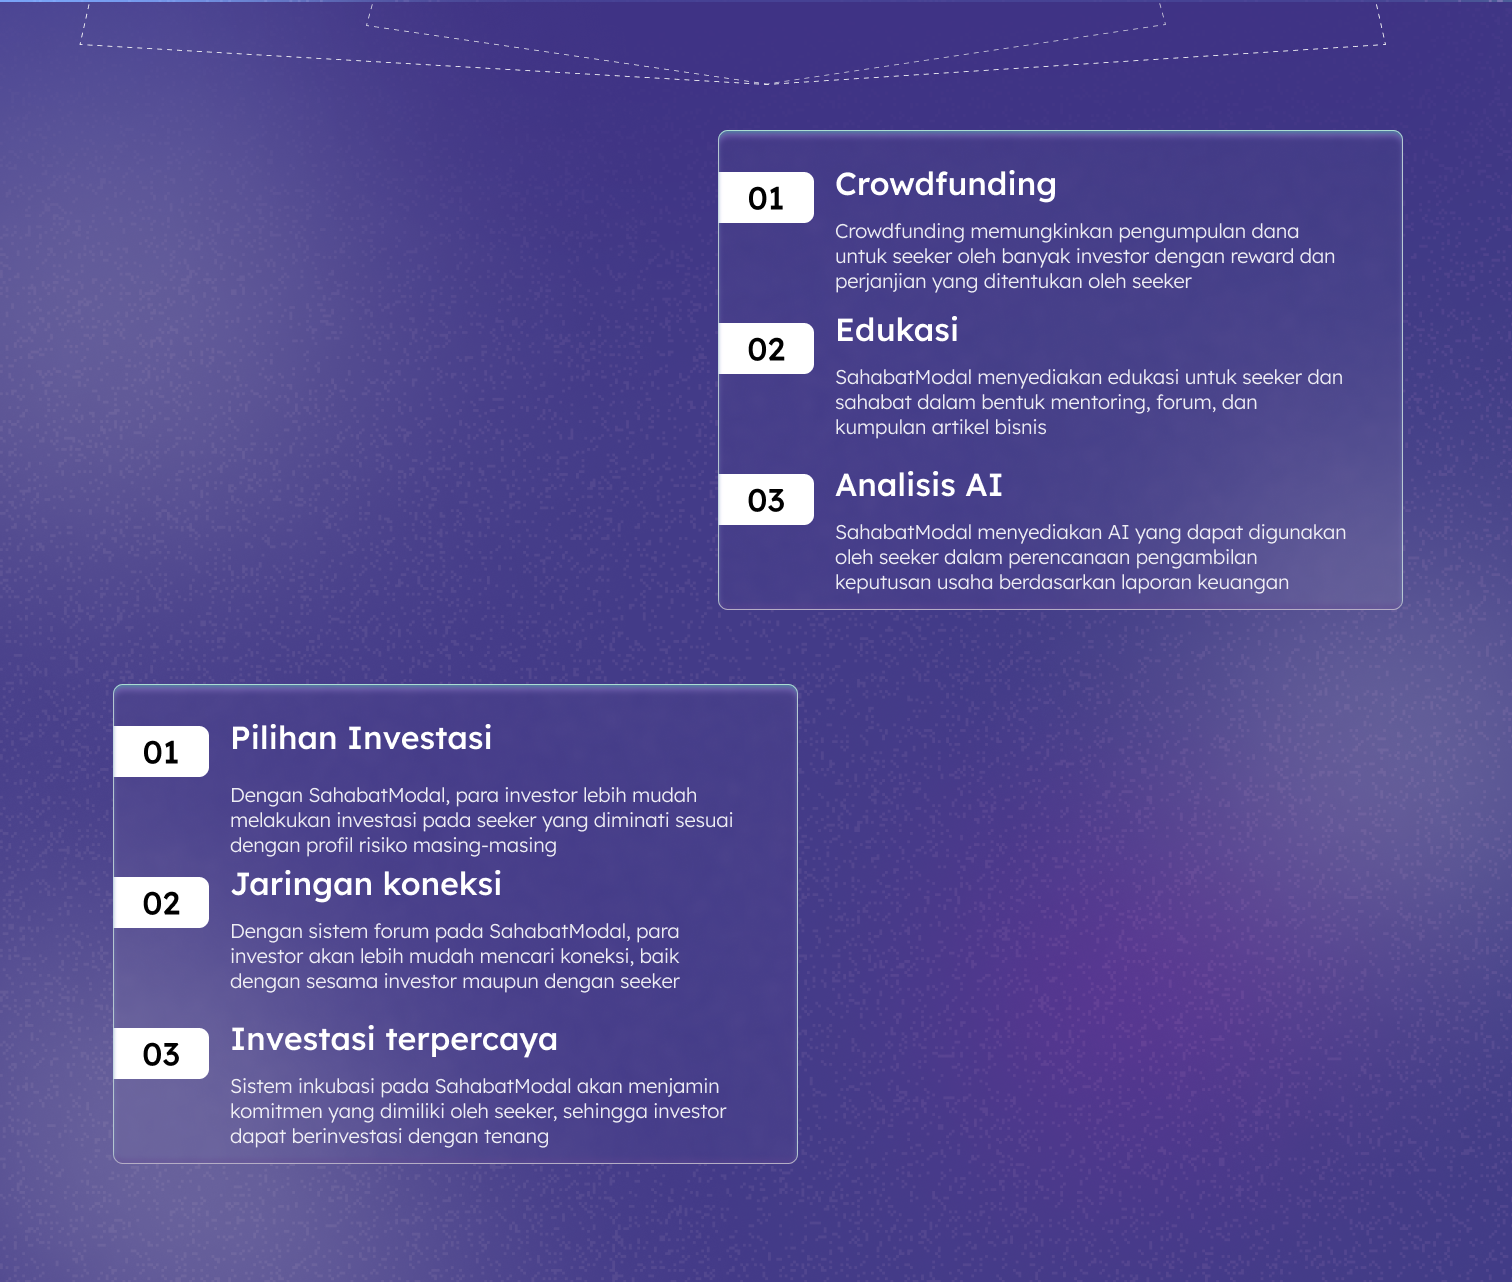 01
Crowdfunding
Crowdfunding memungkinkan pengumpulan dana
untuk seeker oleh banyak investor dengan reward dan
perjanjian yang ditentukan oleh seeker
02
Edukasi
SahabatModal menyediakan edukasi untuk seeker dan
sahabat dalam bentuk mentoring, forum, dan
kumpulan artikel bisnis
03
Analisis AI
SahabatModal menyediakan AI yang dapat digunakan
oleh seeker dalam perencanaan pengambilan
keputusan usaha berdasarkan laporan keuangan
01
Pilihan Investasi
Dengan SahabatModal, para investor lebih mudah
melakukan investasi pada seeker yang diminati sesuai
dengan profil risiko masing-masing
02
Jaringan koneksi
Dengan sistem forum pada SahabatModal, para
investor akan lebih mudah mencari koneksi, baik
dengan sesama investor maupun dengan seeker
03
Investasi terpercaya
Sistem inkubasi pada SahabatModal akan menjamin
komitmen yang dimiliki oleh seeker, sehingga investor
dapat berinvestasi dengan tenang